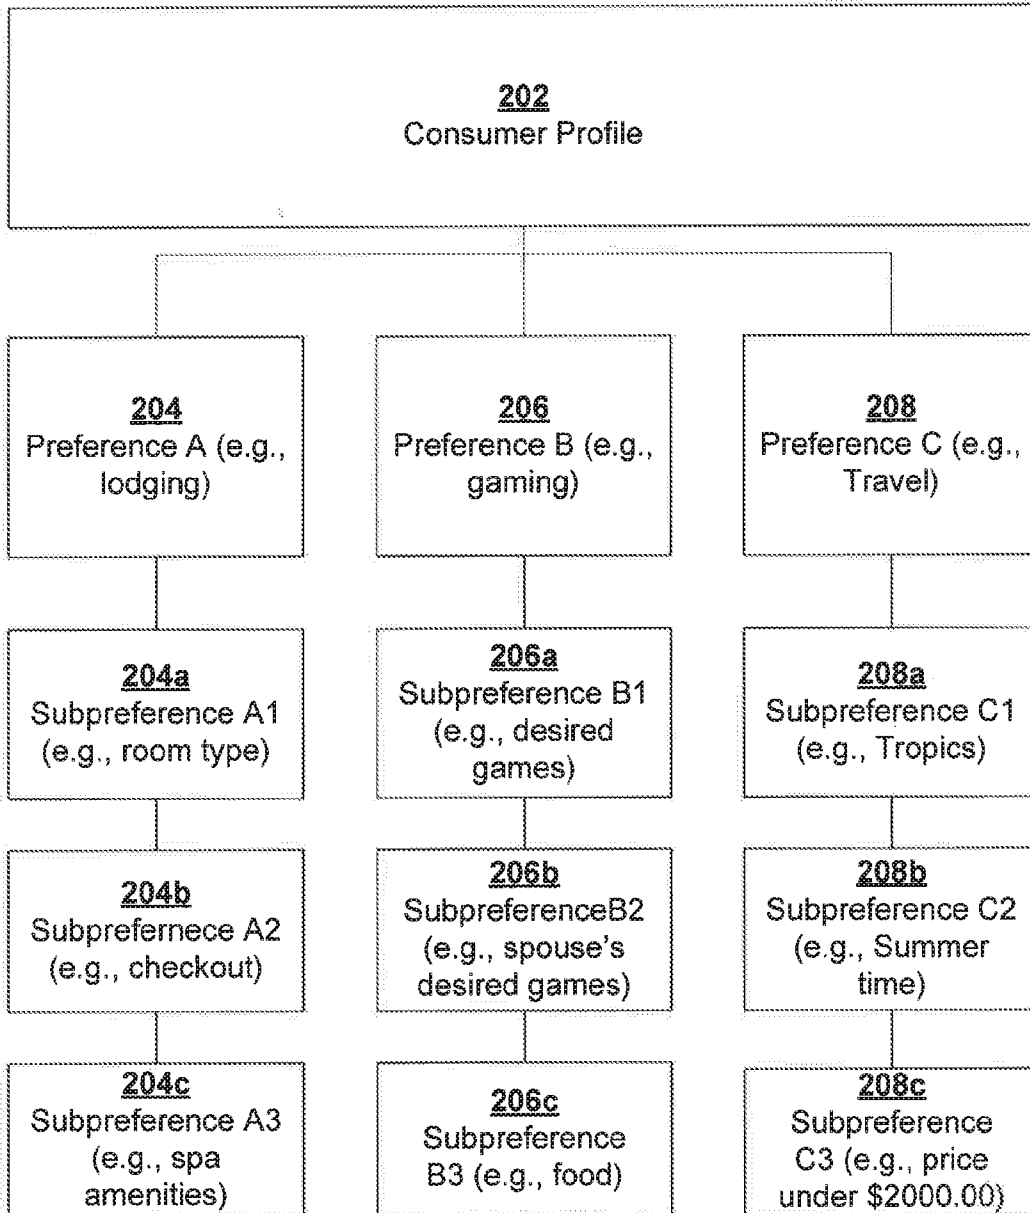 202
Consumer Profile
204
Preference A (e.g.,
lodging)
206
Preference B (e.g.,
gaming)
208
Preference C (e.g.,
Travel)
204a
Subpreference A1
(e.g., room type)
206a
Subpreference B1
(e.g., desired
games)
208a
Subpreference C1
(e.g., Tropics)
204b
Subprefernece A2
(e.g., checkout)
206b
SubpreferenceB2
(e.g., spouse's
desired games)
208b
Subpreference C2
(e.g., Summer
time)
204c
Subpreference A3
(e.g., spa
amenities)
206c
Subpreference
B3 (e.g., food)
208c
Subpreference
C3 (e.g., price
under $2000.00)